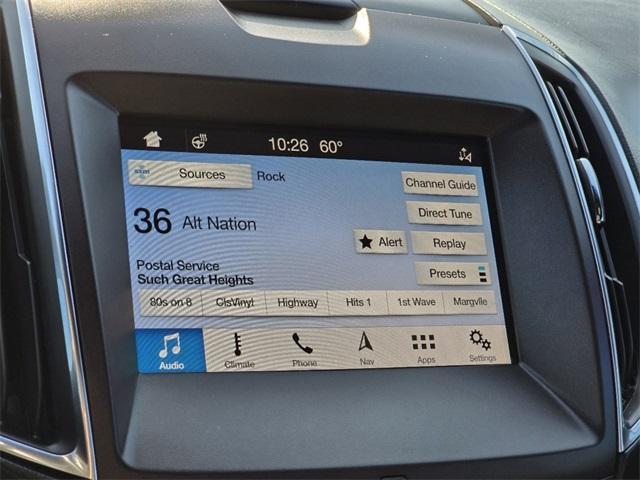 10:26 60°
sxm Sources Rock
Channel Guide
36 Alt Nation
Direct Tune
Alert
Replay
Postal Service
Such Great Heights
Presets
80s on 8 ClsVinyl Highway Hits 1 1st Wave Margvlle
Audio Climate Phone Nav Apps Settings